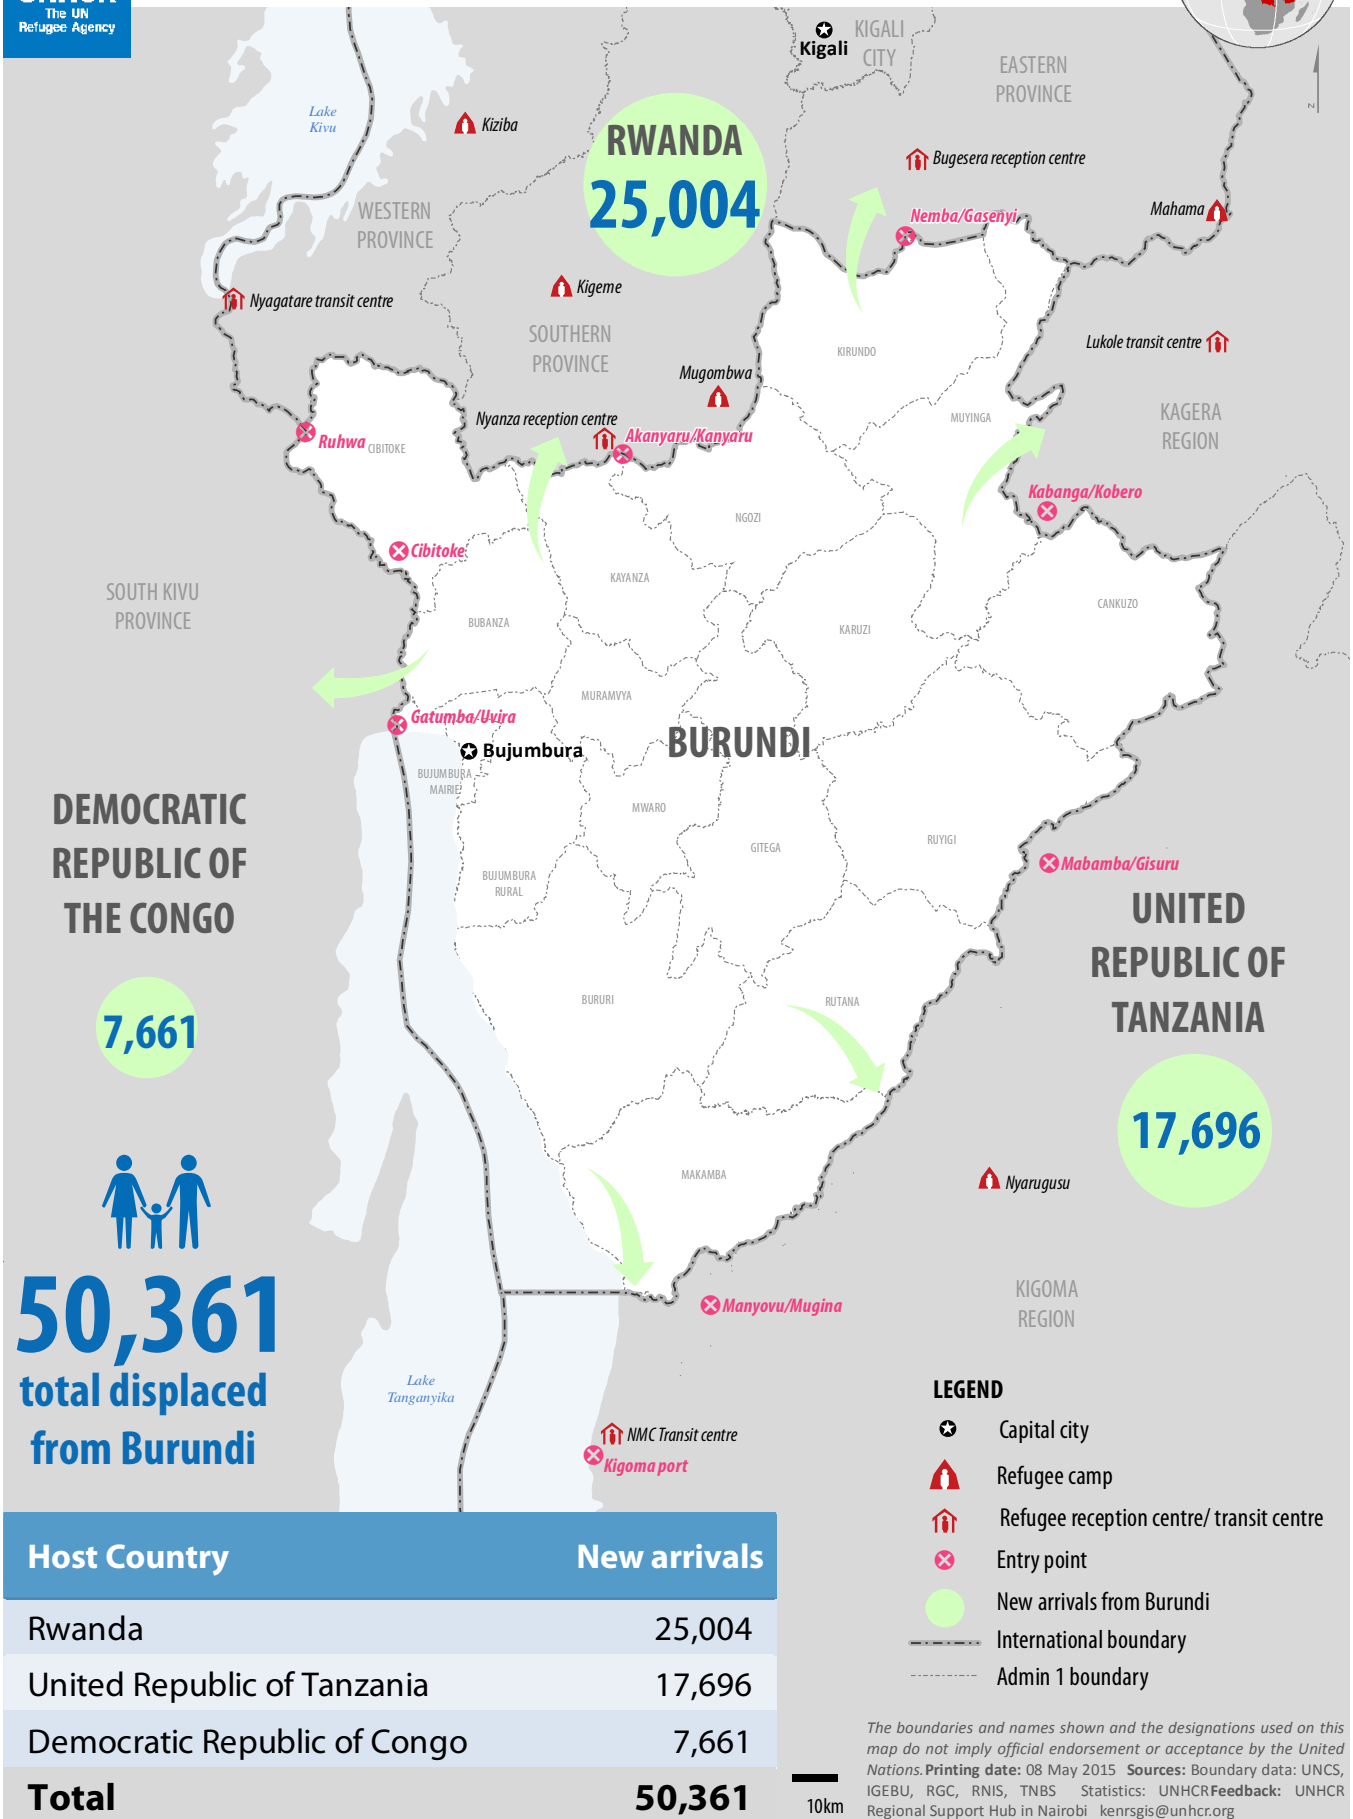 The UN
Refugee Agency
Kigali
KIGALI
CITY
EASTERN
PROVINCE
N
Lake
Kivu
Kiziba
RWANDA
25,004
Bugesera reception centre
WESTERN
PROVINCE
Nemba/Gasenyi
Mahama
Nyagatare transit centre
Kigeme
SOUTHERN
PROVINCE
KIRUNDO
Lukole transit centre
Mugombwa
Nyanza reception centre
Akanyaru/Kanyaru
MUYINGA
KAGERA
REGION
Ruhwa
CIBITOKE
Kabanga/Kobero
NGOZI
Cibitoke
KAYANZA
SOUTH KIVU
PROVINCE
BUBANZA
KARUZI
CANKUZO
MURAMVYA
Gatumba/Uvira
BURUNDI
Bujumbura
BUJUMBURA
MAIRIE
DEMOCRATIC
REPUBLIC OF
THE CONGO
MWARO
GITEGA
RUYIGI
Mabamba/Gisuru
BUJUMBURA
RURAL
UNITED
REPUBLIC OF
TANZANIA
7,661
BURURI
RUTANA
17,696
MAKAMBA
Nyarugusu
50,361
total displaced
from Burundi
Manyovu/Mugina
KIGOMA
REGION
Lake
Tanganyika
NMC Transit centre
Kigoma port
LEGEND
Capital city
Refugee camp
Refugee reception centre/ transit centre
Entry point
New arrivals from Burundi
International boundary
Admin 1 boundary
Host Country New arrivals
Rwanda 25,004
United Republic of Tanzania 17,696
Democratic Republic of Congo 7,661
Total 50,361
10km
The boundaries and names shown and the designations used on this
map do not imply official endorsement or acceptance by the United
Nations. Printing date: 08 May 2015 Sources: Boundary data: UNCS,
IGEBU, RGC, RNIS, TNBS Statistics: UNHCR Feedback: UNHCR
Regional Support Hub in Nairobi kenrsgis@unhcr.org